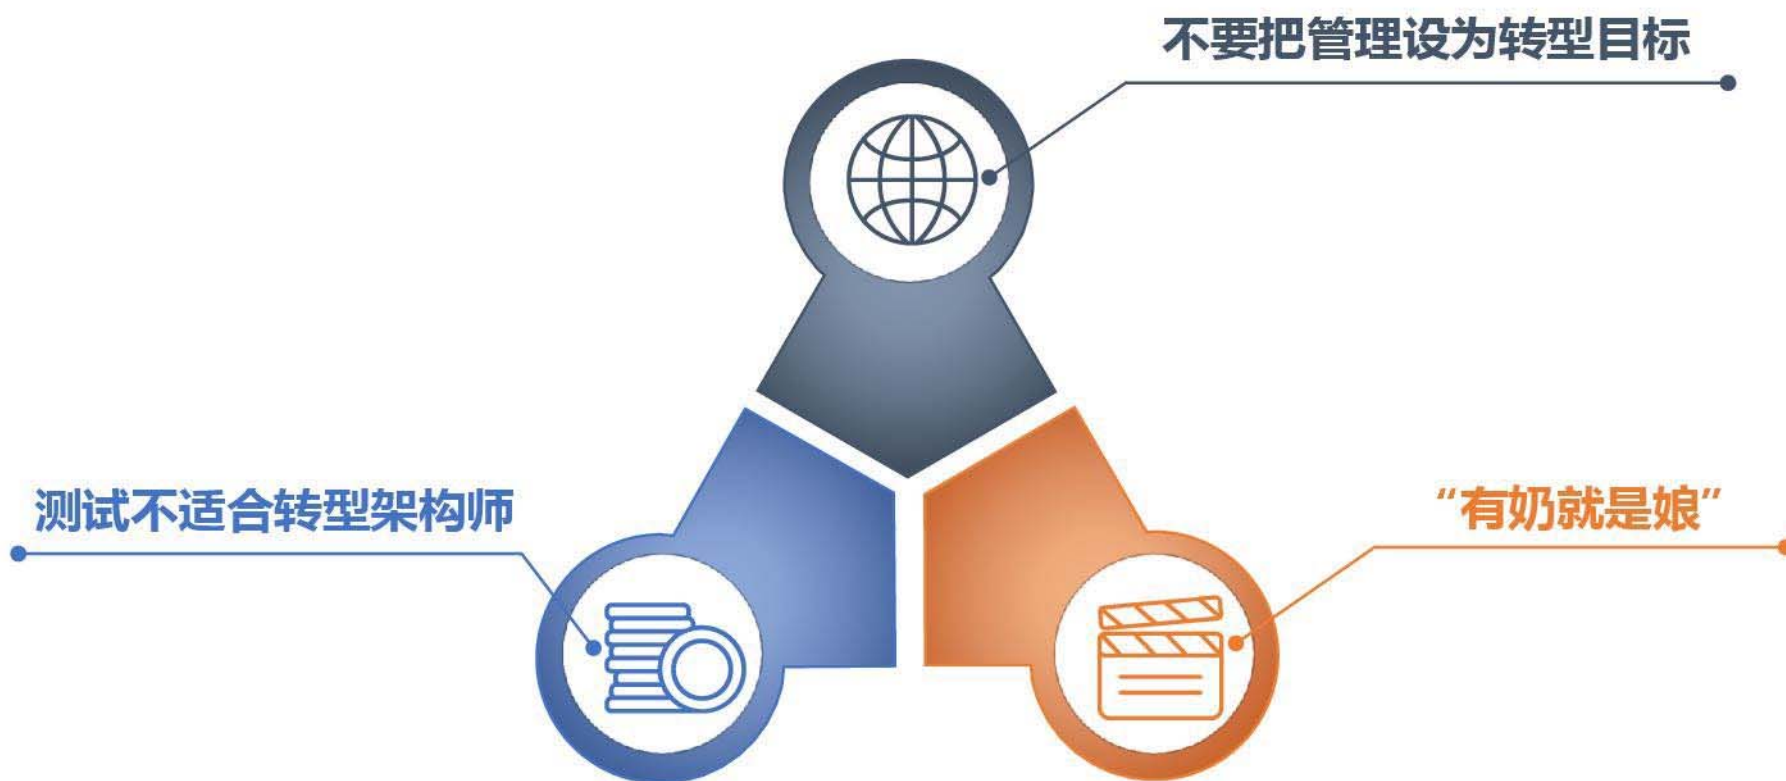 不要把管理设为转型目标
测试不适合转型架构师
“有奶就是娘”